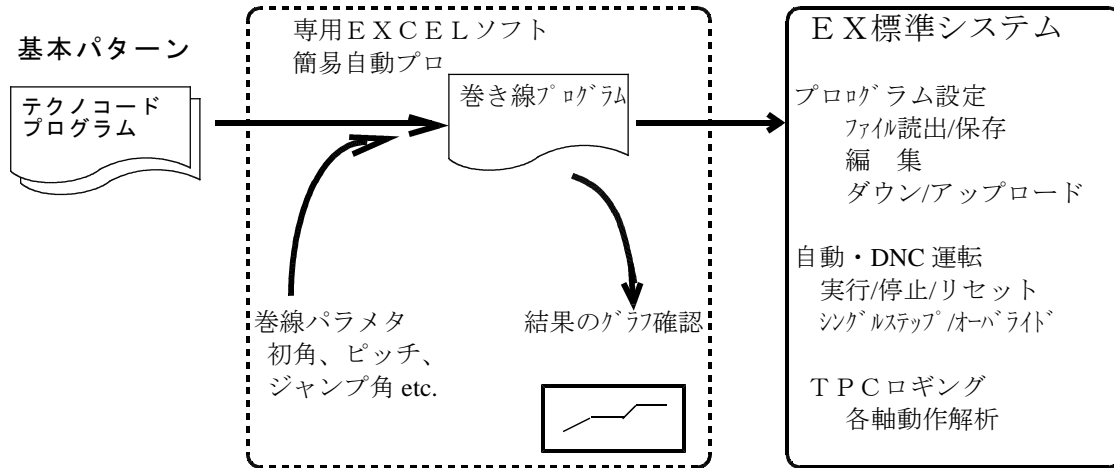 基本パターン
テクノコード
プログラム
専用ＥＸＣＥＬソフト
簡易自動プロ
巻き線ﾌﾟﾛｸﾞﾗﾑ
巻線パラメタ
初角、ピッチ、
ジャンプ角 etc.
結果のｸﾞﾗﾌ確認
ＥＸ標準システム
プロｸﾞラム設定
ﾌｧｲﾙ読出/保存
編　集
ダウン/アップロード
自動・DNC 運転
実行/停止/リセット
ｼﾝｸﾞﾙｽﾃｯﾌﾟ/ｵｰﾊﾞﾗｲﾄﾞ
ＴＰＣロギング
各軸動作解析